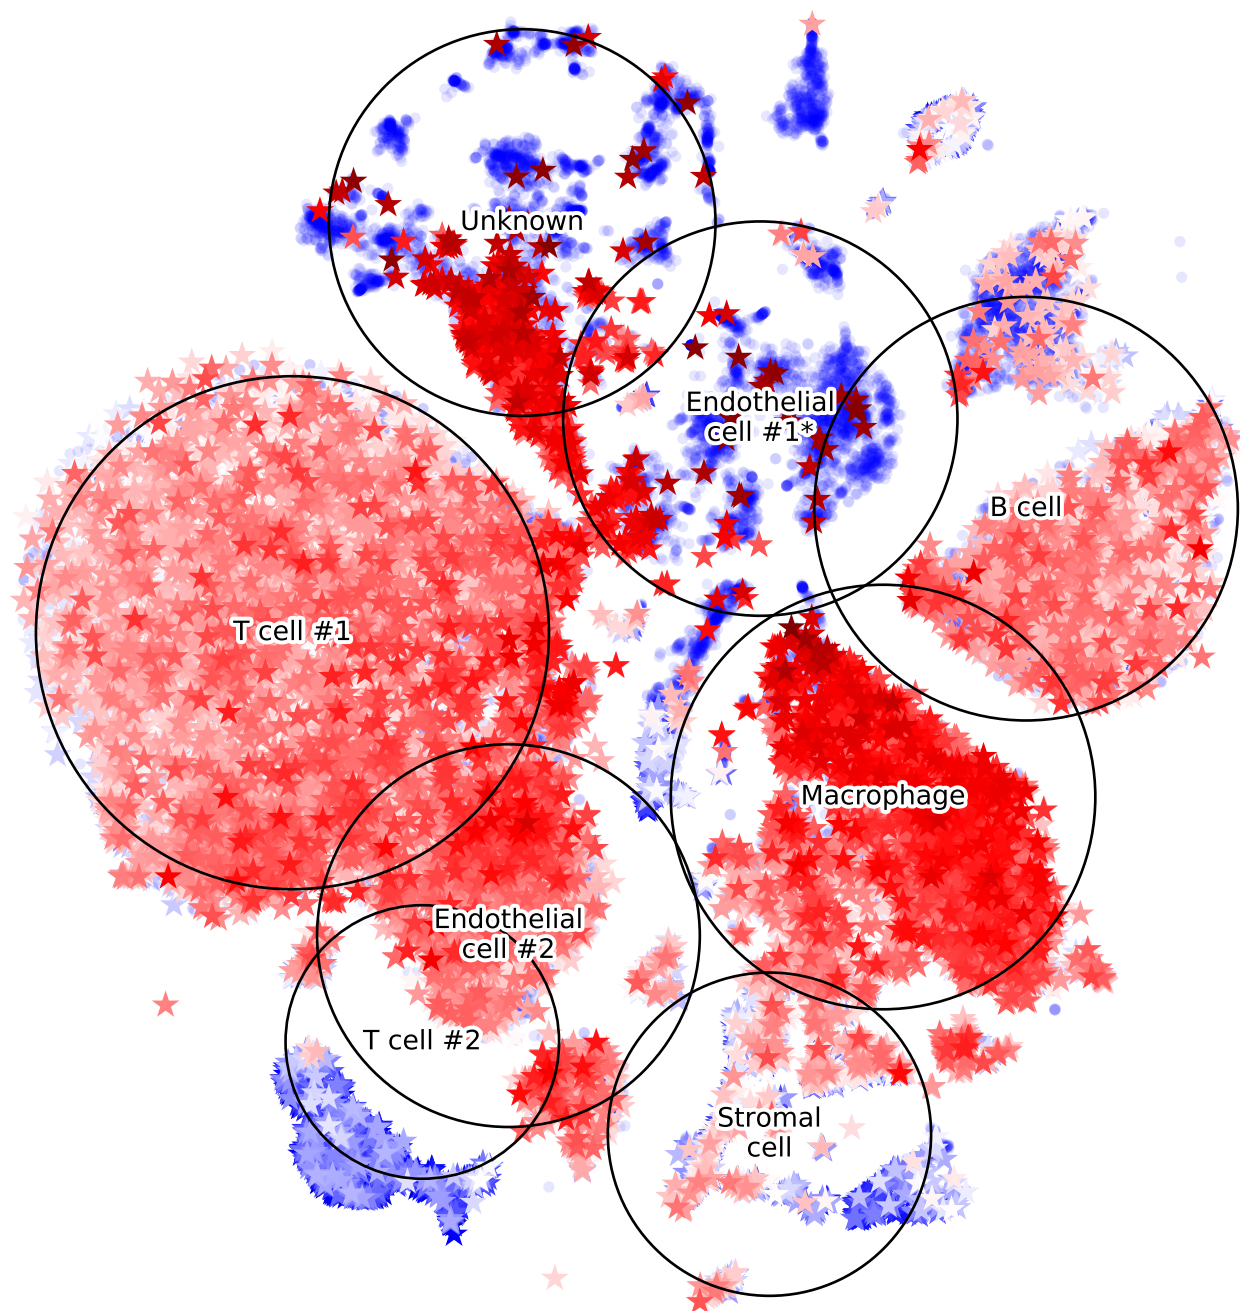 Unknown
Endothelial
cell #1*
B cell
T cell #1
Macrophage
Endothelial
cell #2
T cell #2
Stromal
cell